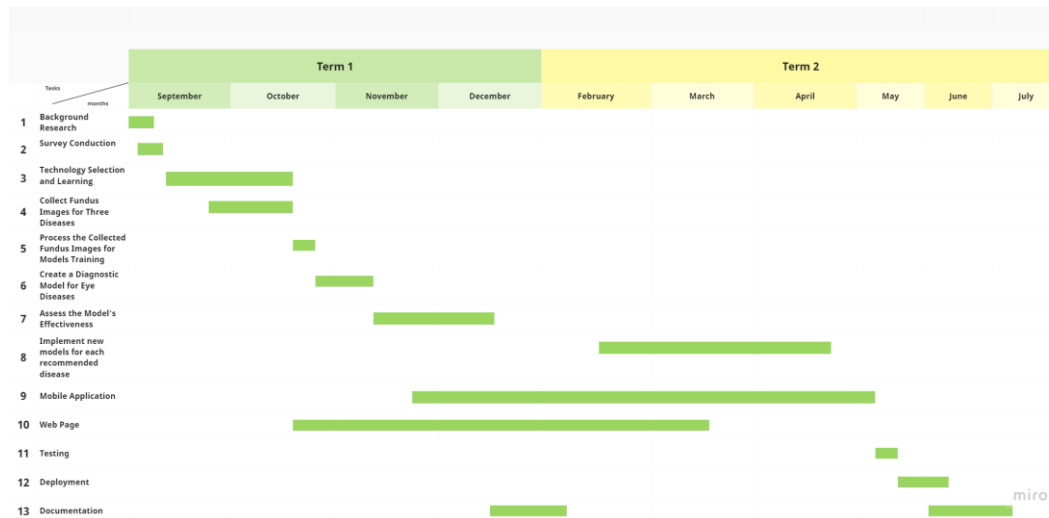 Term 1
Term 2
Tasks
months
September
October
November
December
February
March
April
May
June
July
1
Background
Research
2
Survey Conduction
3
Technology Selection
and Learning
4
Collect Fundus
Images for Three
Diseases
5
Process the Collected
Fundus Images for
Models Training
6
Create a Diagnostic
Model for Eye
Diseases
7
Assess the Model's
Effectiveness
8
Implement new
models for each
recommended
disease
9
Mobile Application
10
Web Page
11
Testing
12
Deployment
13
Documentation
miro